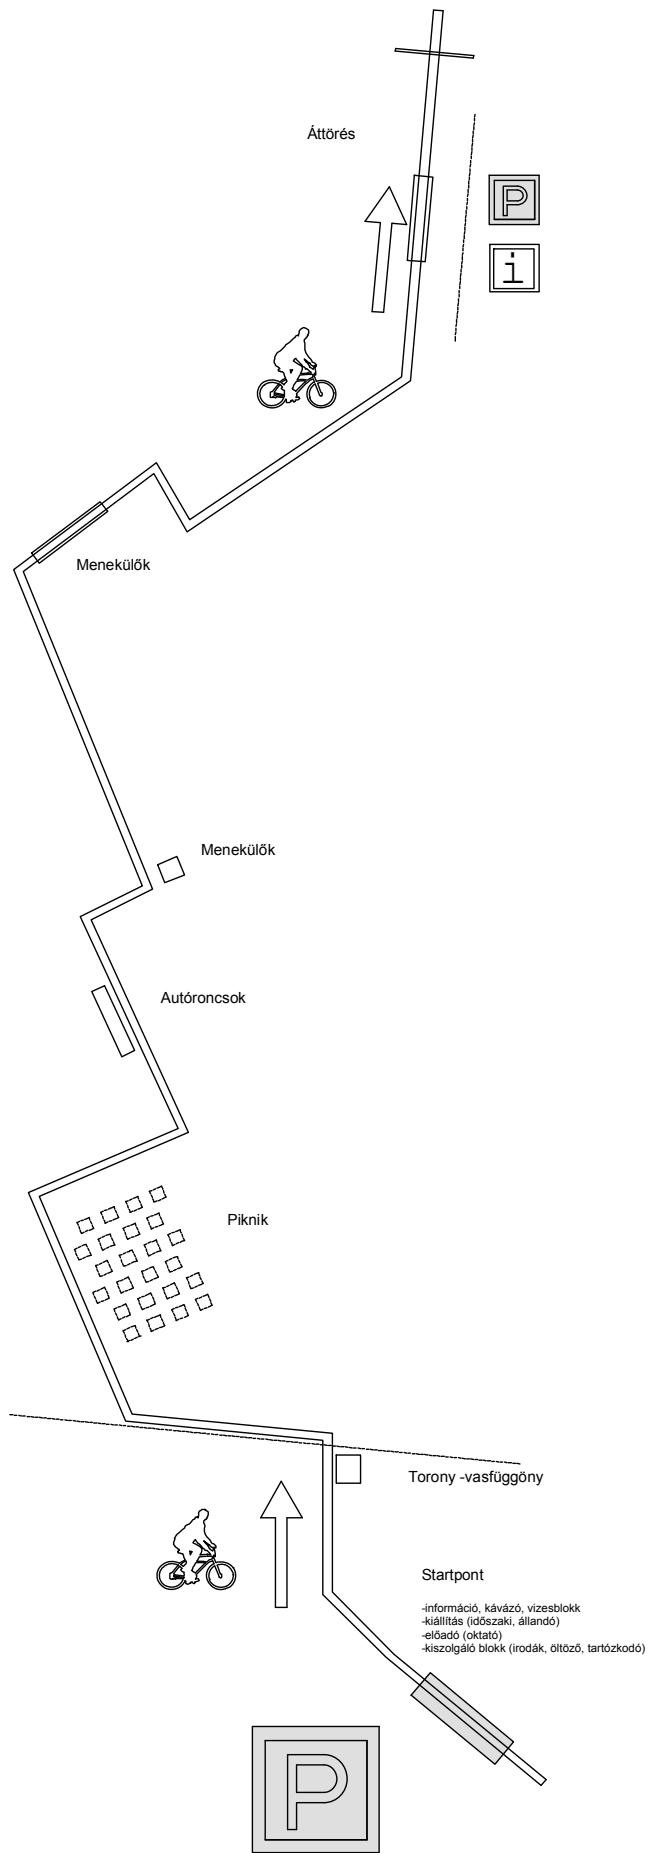 Áttörés
P
i
Menekülők
Menekülők
Autóroncsok
Piknik
Torony -vasfüggöny
Startpont
-információ, kávázó, vizesblokk
-kiállítás (időszaki, állandó)
-előadó (oktató)
-kiszolgáló blokk (irodák, öltöző, tartózkodó)
P